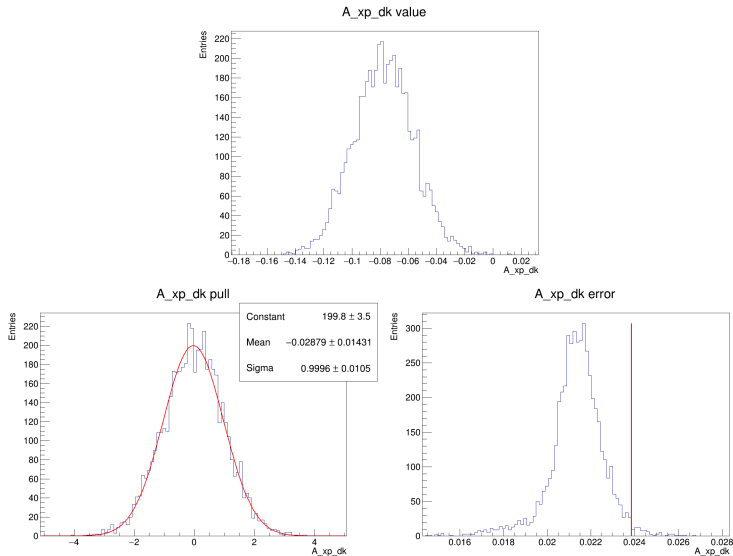 A_xp_dk value
Entries
220
200
180
160
140
120
100
80
60
40
20
0
−0.18 −0.16 −0.14 −0.12 −0.1 −0.08 −0.06 −0.04 −0.02 0 0.02
A_xp_dk
A_xp_dk pull
Entries
220
200
180
160
140
120
100
80
60
40
20
0
−4 −2 0 2 4
A_xp_dk
Constant 199.8 ± 3.5
Mean −0.02879 ± 0.01431
Sigma 0.9996 ± 0.0105
A_xp_dk error
Entries
300
250
200
150
100
50
0
0.016 0.018 0.02 0.022 0.024 0.026 0.028
A_xp_dk